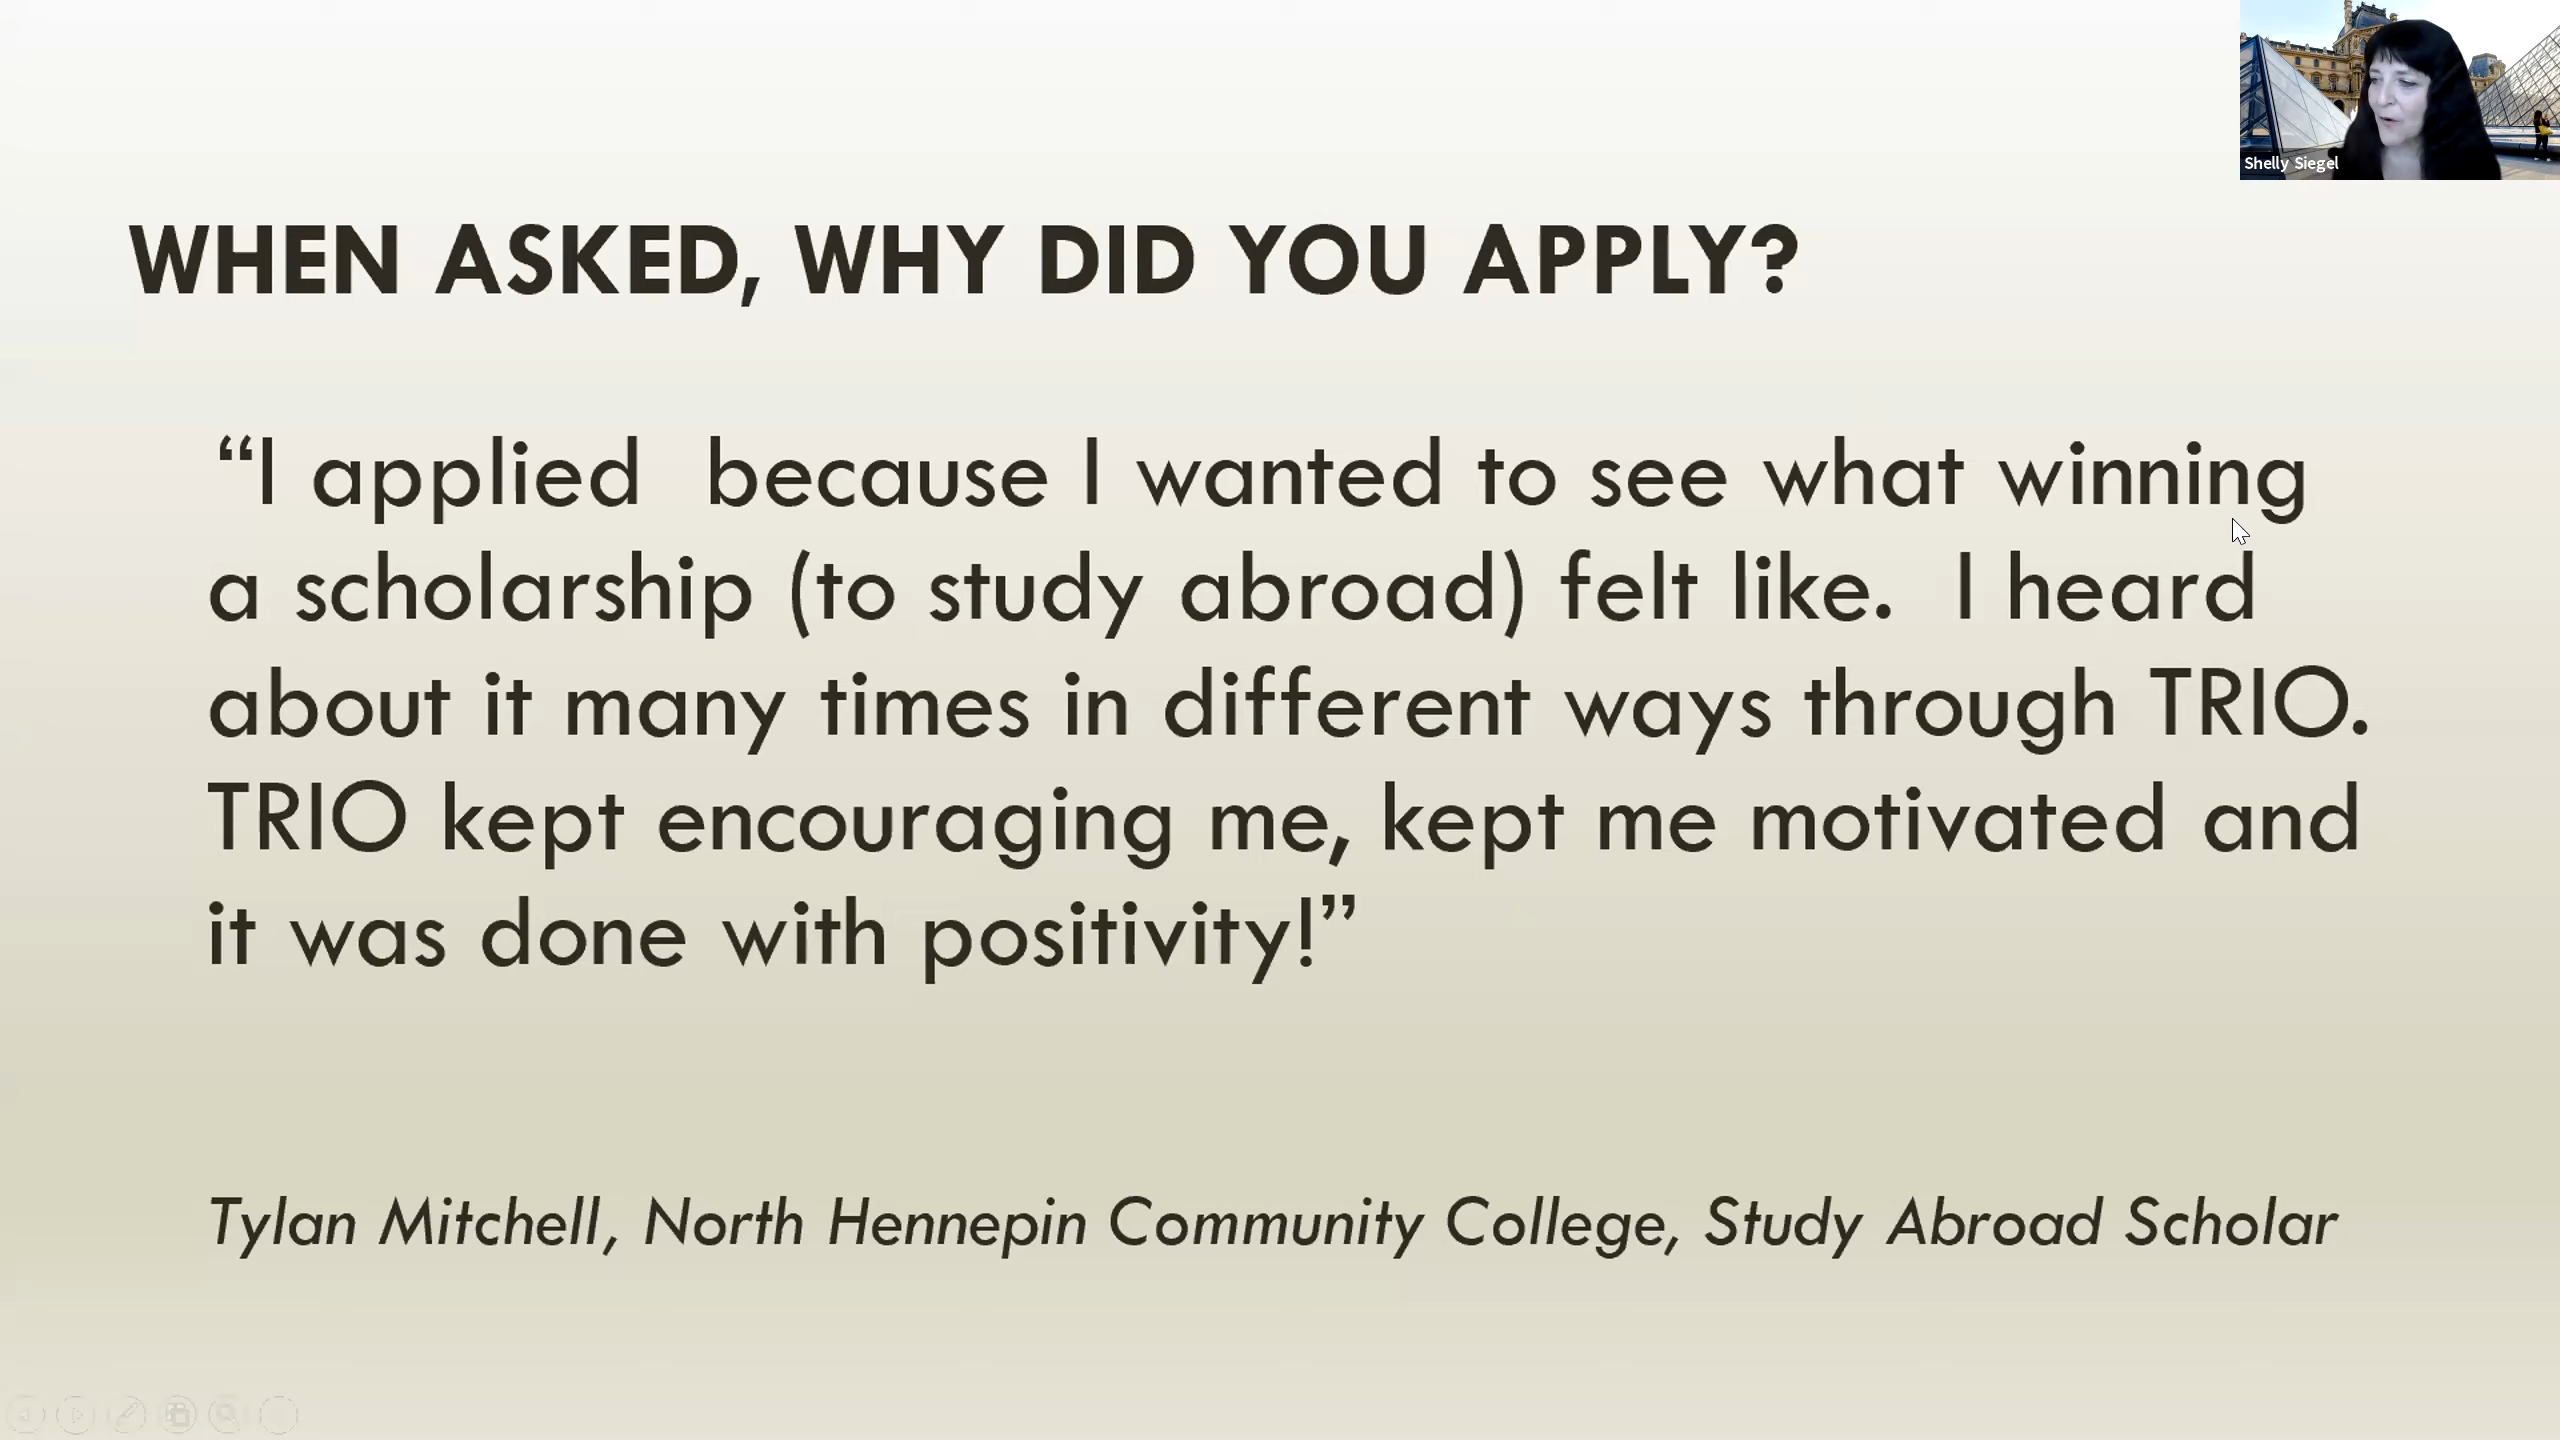 Shelly Siegel
WHEN ASKED, WHY DID YOU APPLY?
“I applied  because I wanted to see what winning
a scholarship (to study abroad) felt like.  I heard
about it many times in different ways through TRIO.
TRIO kept encouraging me, kept me motivated and
it was done with positivity!”
Tylan Mitchell, North Hennepin Community College, Study Abroad Scholar